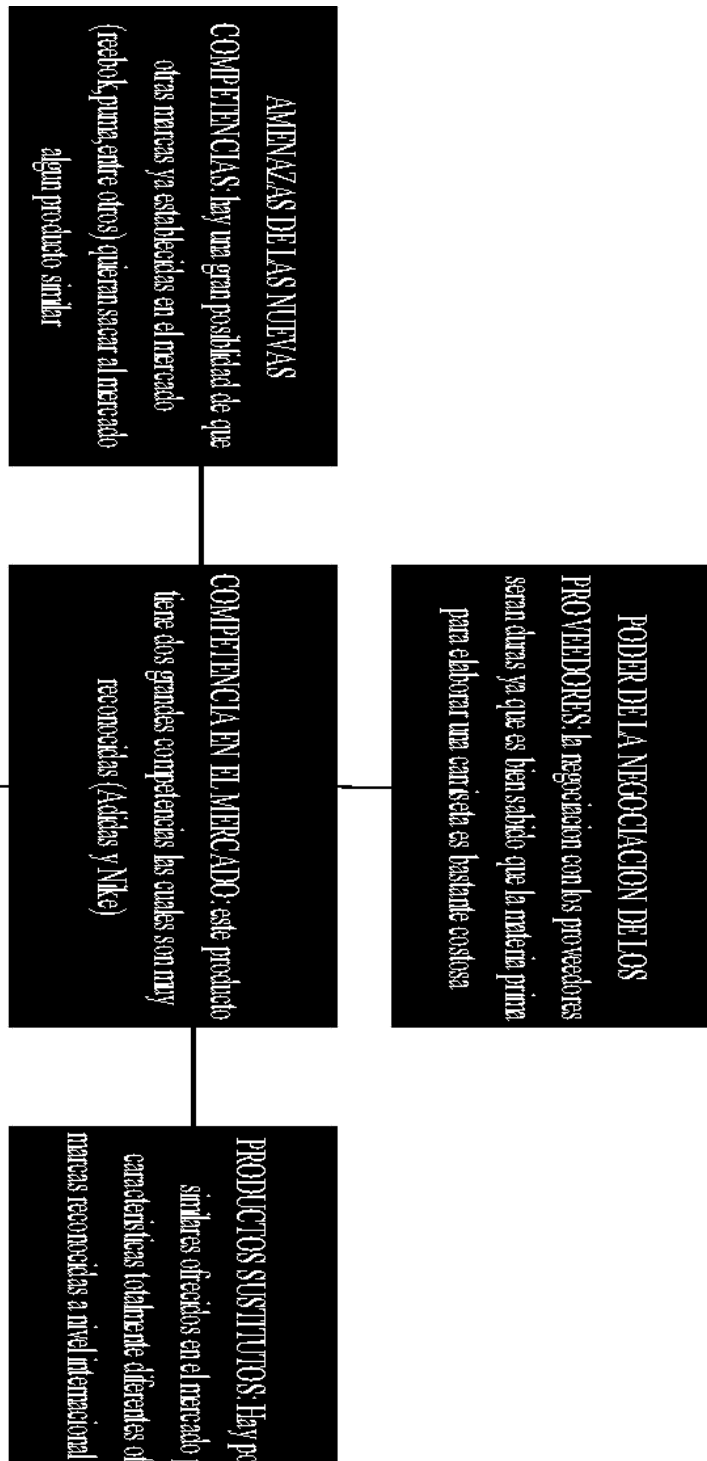 PODER DE LA NEGOCIACION DE LOS
PROVEEDORES: la negociacion con los proveedores
seran duras ya que es bien sabido que la materia prima
para elaborar una camiseta es bastante costosa
AMENAZAS DE LAS NUEVAS
COMPETENCIAS: hay una gran posiblidad de que
otras marcas ya establecidas en el mercado
(reebok,puma,entre otros) quieran sacar al mercado
algun producto similar
COMPETENCIA EN EL MERCADO: este producto
tiene dos grandes competencias las cuales son muy
reconocidas (Adidas y Nike)
PRODUCTOS SUSTITUTOS: Hay
similares ofrecidos en el mercado
caracteristicas totalmente diferentes
marcas reconocidas a nivel internacional